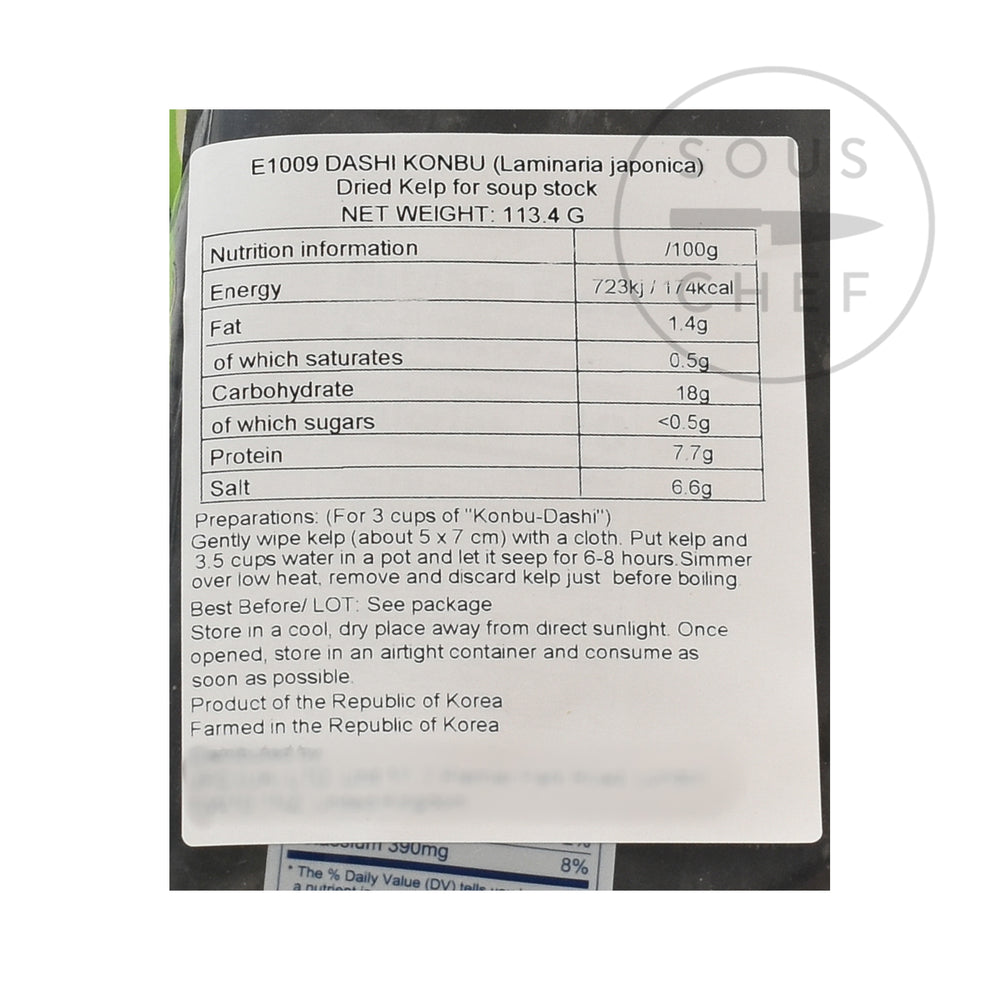 SOUS
CHEF
E1009 DASHI KONBU (Laminaria japonica)
Dried Kelp for soup stock
NET WEIGHT: 113.4 G
Nutrition information /100g
Energy 723kj / 174kcal
Fat 1.4g
of which saturates 0.5g
Carbohydrate 18g
of which sugars <0.5g
Protein 7.7g
Salt 6.6g
Preparations: (For 3 cups of "Konbu-Dashi")
Gently wipe kelp (about 5 x 7 cm) with a cloth. Put kelp and
3.5 cups water in a pot and let it seep for 6-8 hours.Simmer
over low heat, remove and discard kelp just before boiling.
Best Before/ LOT: See package
Store in a cool, dry place away from direct sunlight. Once
opened, store in an airtight container and consume as
soon as possible.
Product of the Republic of Korea
Farmed in the Republic of Korea
390mg 8%
* The % Daily Value (DV) tells
a